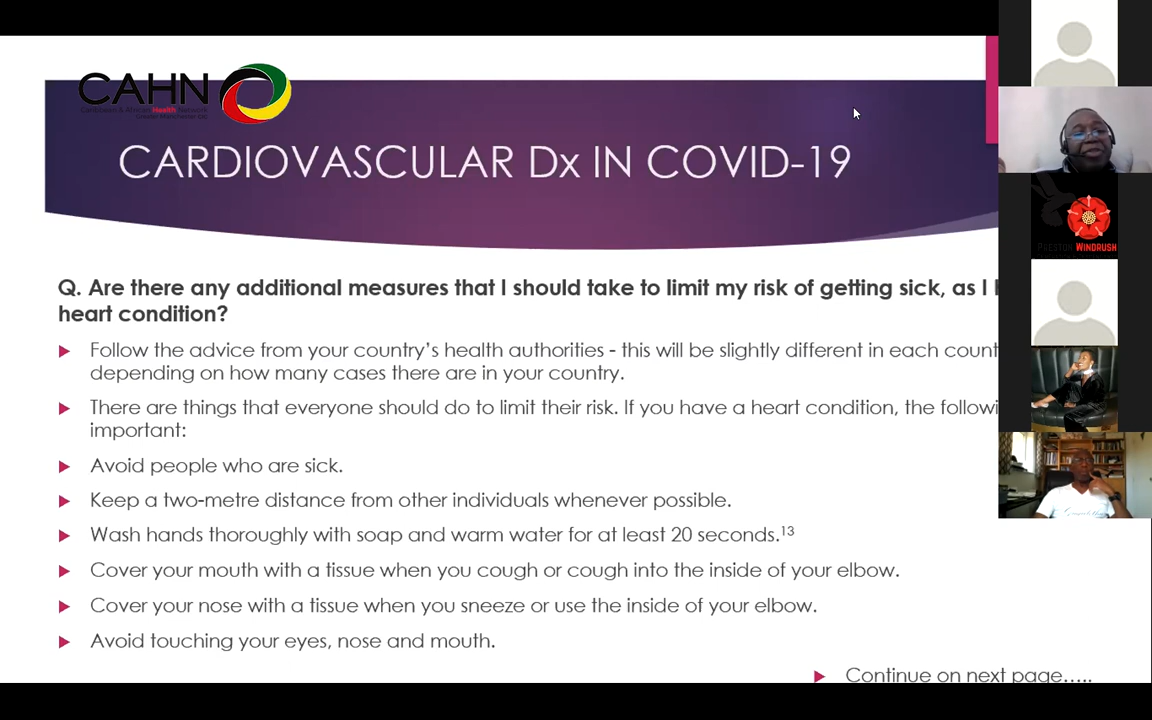 CAHN
Caribbean & African Health Network
Greater Manchester
CARDIOVASCULAR Dx IN COVID-19
PRESTON WINDRUSH
Q. Are there any additional measures that I should take to limit my risk of getting sick, as I
heart condition?
Follow the advice from your country's health authorities - this will be slightly different in each count
depending on how many cases there are in your country.
There are things that everyone should do to limit their risk. If you have a heart condition, the followi
important:
Avoid people who are sick.
Keep a two-metre distance from other individuals whenever possible.
Wash hands thoroughly with soap and warm water for at least 20 seconds.¹³
Cover your mouth with a tissue when you cough or cough into the inside of your elbow.
Cover your nose with a tissue when you sneeze or use the inside of your elbow.
Avoid touching your eyes, nose and mouth.
Continue on next page.....